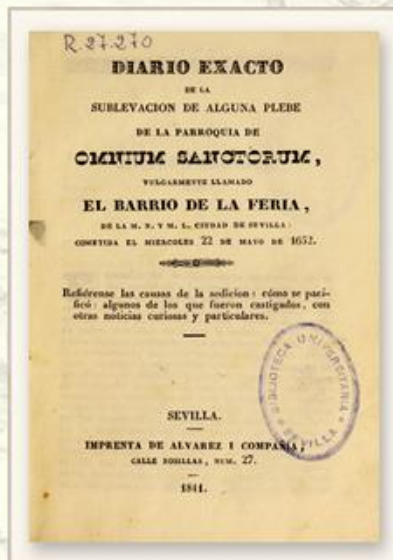 R.27.270
DIARIO EXACTO
DE LA
SUBLEVACION DE ALGUNA PLEBE
DE LA PARROQUIA DE
OMNIUM SANCTORUM,
VULGARMENTE LLAMADO
EL BARRIO DE LA FERIA,
DE LA M. N. Y M. L. CIUDAD DE SEVILLA:
COMETIDA EL MIERCOLES 22 DE MAYO DE 1652.
Refiérense las causas de la sedicion: cómo se paci-
ficó: algunos de los que fueron castigados, con
otras noticias curiosas y particulares.
BIBLIOTECA UNIVERSITARIA
SEVILLA
SEVILLA.
IMPRENTA DE ALVAREZ I COMPAÑIA,
CALLE ROSILLAS, NUM. 27.
1841.